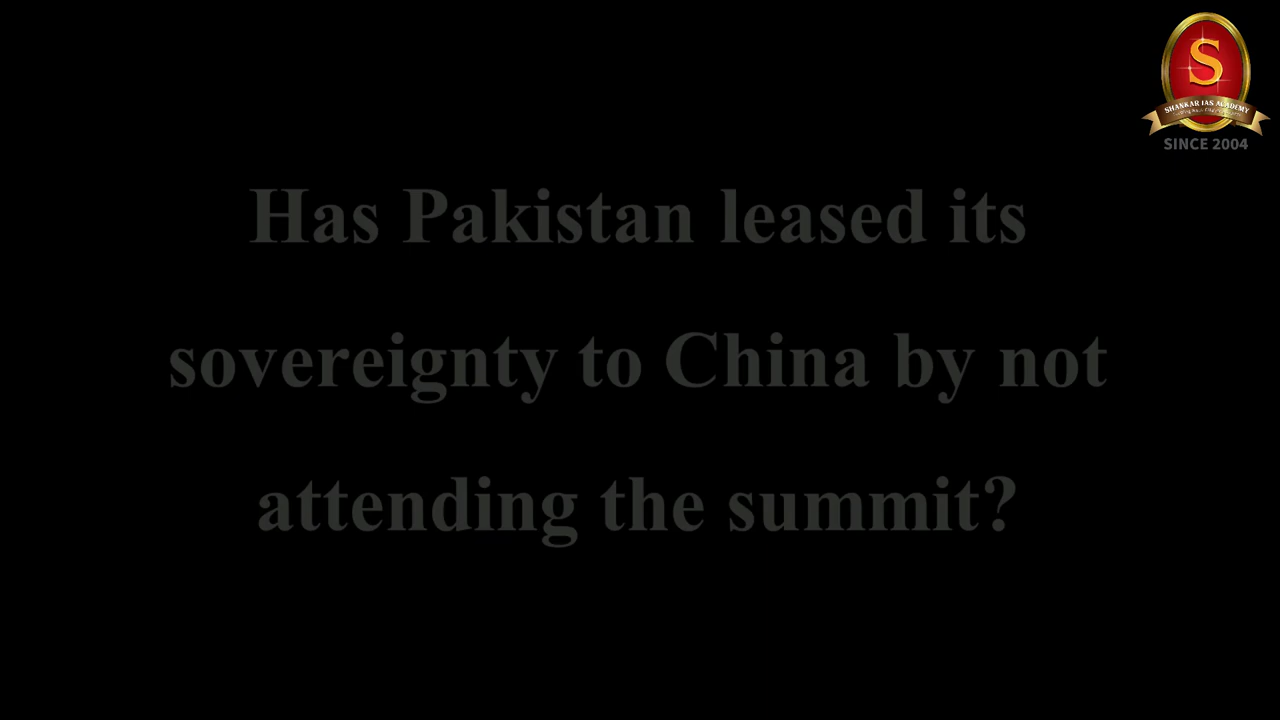 Has Pakistan leased its
sovereignty to China by not
attending the summit?
S
SHANKAR IAS ACADEMY
SINCE 2004